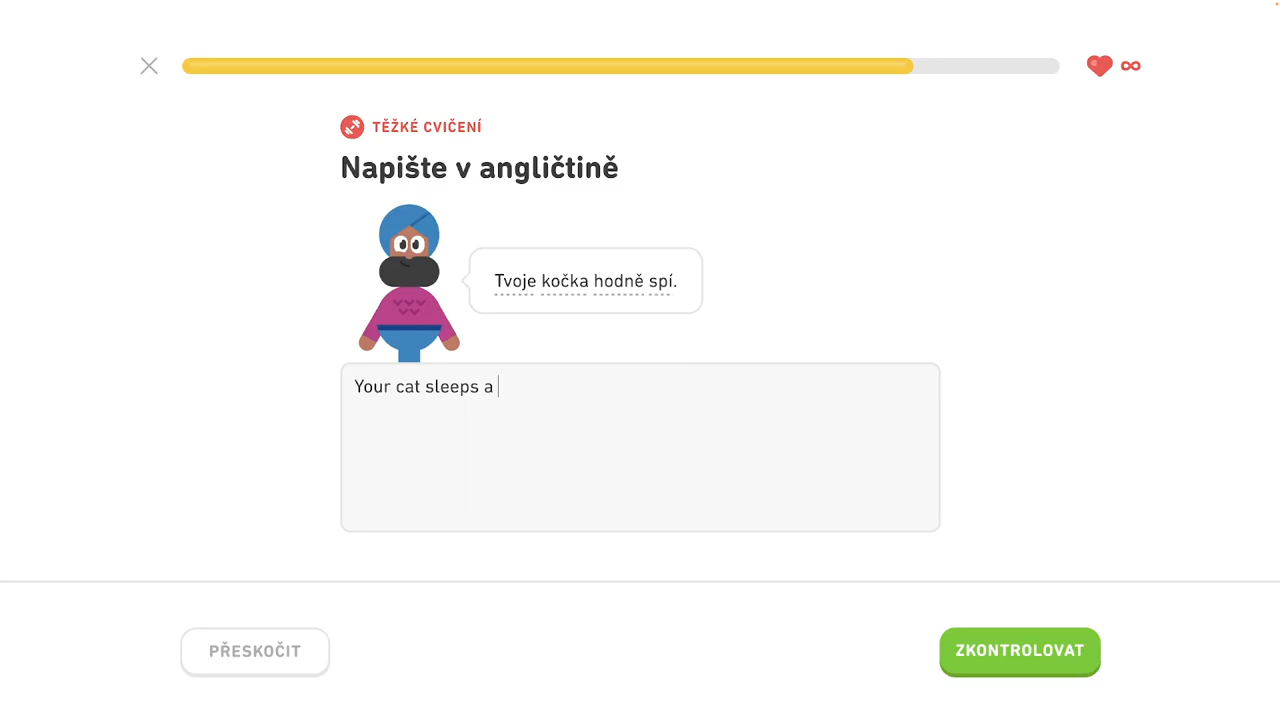 ∞
TĚŽKÉ CVIČENÍ
Napište v angličtině
Tvoje kočka hodně spí.
Your cat sleeps a
PŘESKOČIT
ZKONTROLOVAT